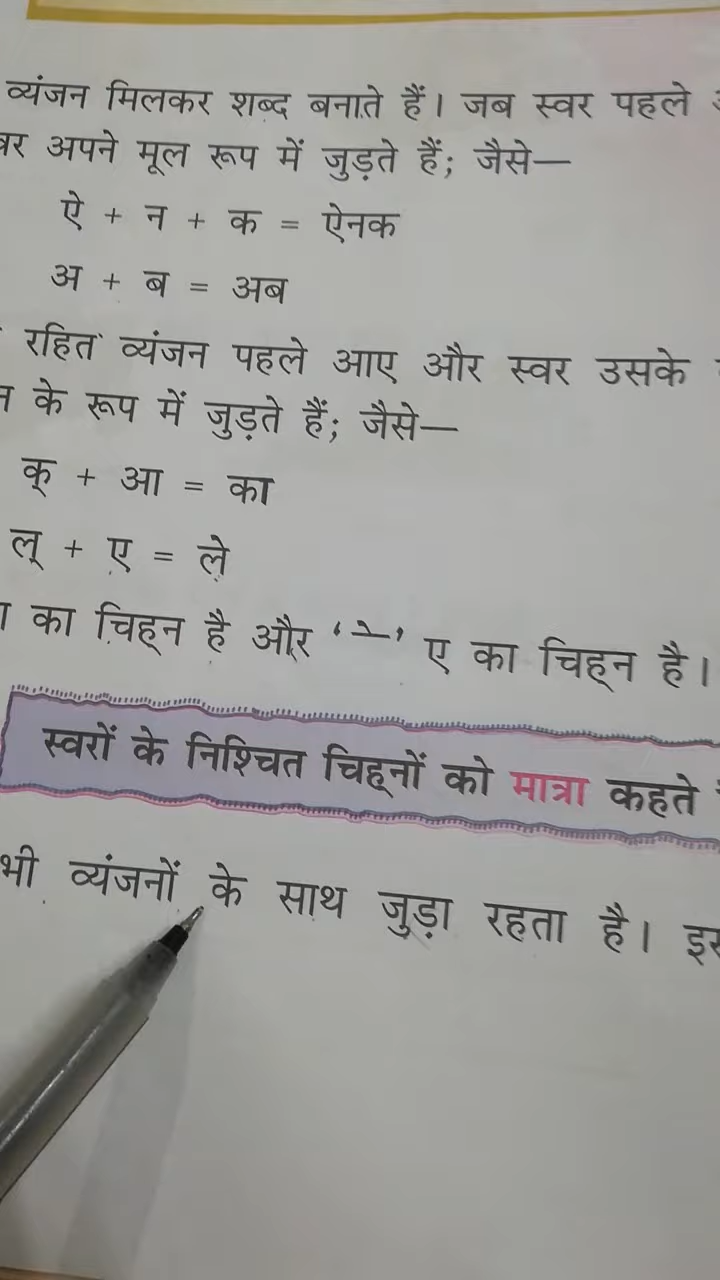 व्यंजन मिलकर शब्द बनाते हैं। जब स्वर पहले
अपने मूल रूप में जुड़ते हैं; जैसे—
ऐ + न + क = ऐनक
अ + ब = अब
रहित व्यंजन पहले आए और स्वर उसके
के रूप में जुड़ते हैं; जैसे—
क् + आ = का
ल् + ए = ले
का चिह्न है और ‘ े ’ ए का चिह्न है।
स्वरों के निश्चित चिह्नों को मात्रा कहते
भी व्यंजनों के साथ जुड़ा रहता है।